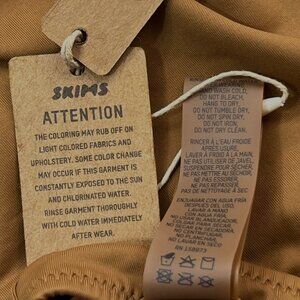 SKIMS
ATTENTION
THE COLORING MAY RUB OFF ON
LIGHT COLORED FABRICS AND
UPHOLSTERY. SOME COLOR CHANGE
MAY OCCUR IF THIS GARMENT IS
CONSTANTLY EXPOSED TO THE SUN
AND CHLORINATED WATER.
RINSE GARMENT THOROUGHLY
WITH COLD WATER IMMEDIATELY
AFTER WEAR.
HAND WASH COLD,
DO NOT BLEACH,
HANG TO DRY,
DO NOT TUMBLE DRY,
DO NOT SPIN DRY,
DO NOT IRON,
DO NOT DRY CLEAN.
RINCER À L'EAU FROIDE
APRÈS USURE.
LAVER À FROID À LA MAIN,
NE PAS UTILISER DE JAVEL,
SUSPENDRE POUR SÉCHER,
NE PAS METTRE AU SÈCHE-LINGE,
NE PAS ESSORER,
NE PAS REPASSER,
NE PAS NETTOYER À SEC.
ENJUAGAR CON AGUA FRÍA
DESPUÉS DEL USO.
LAVAR A MANO
CON AGUA FRÍA,
NO USAR BLANQUEADOR,
NO SECAR EN SECADORA,
NO CENTRIFUGAR,
NO PLANCHAR,
NO LAVAR EN SECO
RN 158873